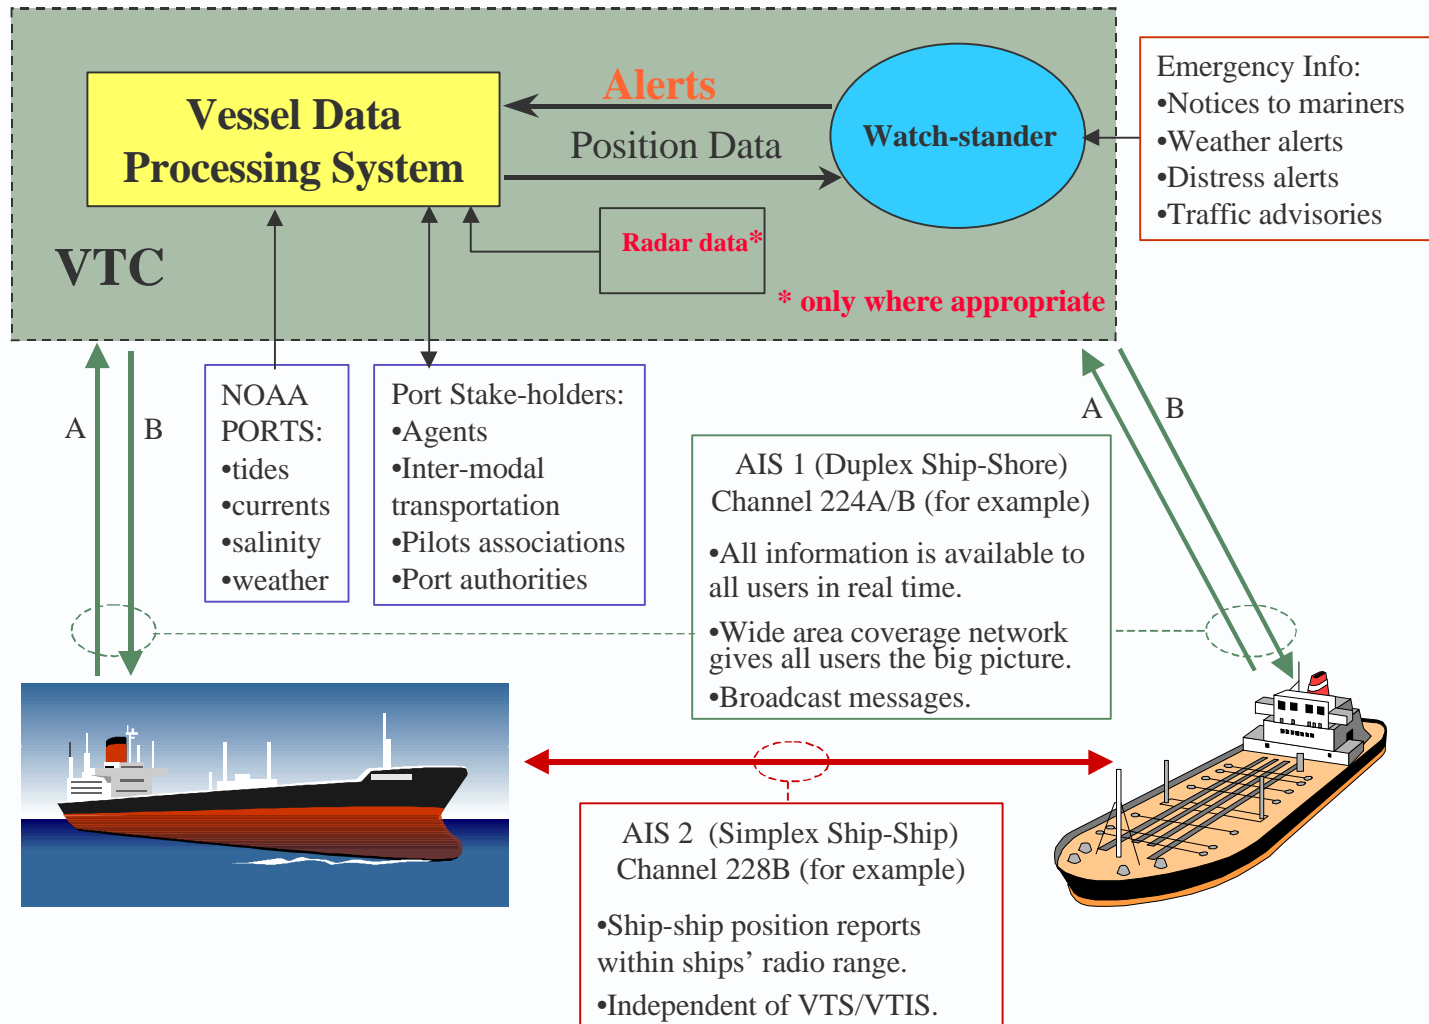 Vessel Data
Processing System
Alerts
Position Data
Watch-stander
Emergency Info:
•Notices to mariners
•Weather alerts
•Distress alerts
•Traffic advisories
Radar data*
VTC
* only where appropriate
A
B
NOAA
PORTS:
•tides
•currents
•salinity
•weather
Port Stake-holders:
•Agents
•Inter-modal
transportation
•Pilots associations
•Port authorities
A
B
AIS 1 (Duplex Ship-Shore)
Channel 224A/B (for example)
•All information is available to
all users in real time.
•Wide area coverage network
gives all users the big picture.
•Broadcast messages.
AIS 2 (Simplex Ship-Ship)
Channel 228B (for example)
•Ship-ship position reports
within ships’ radio range.
•Independent of VTS/VTIS.